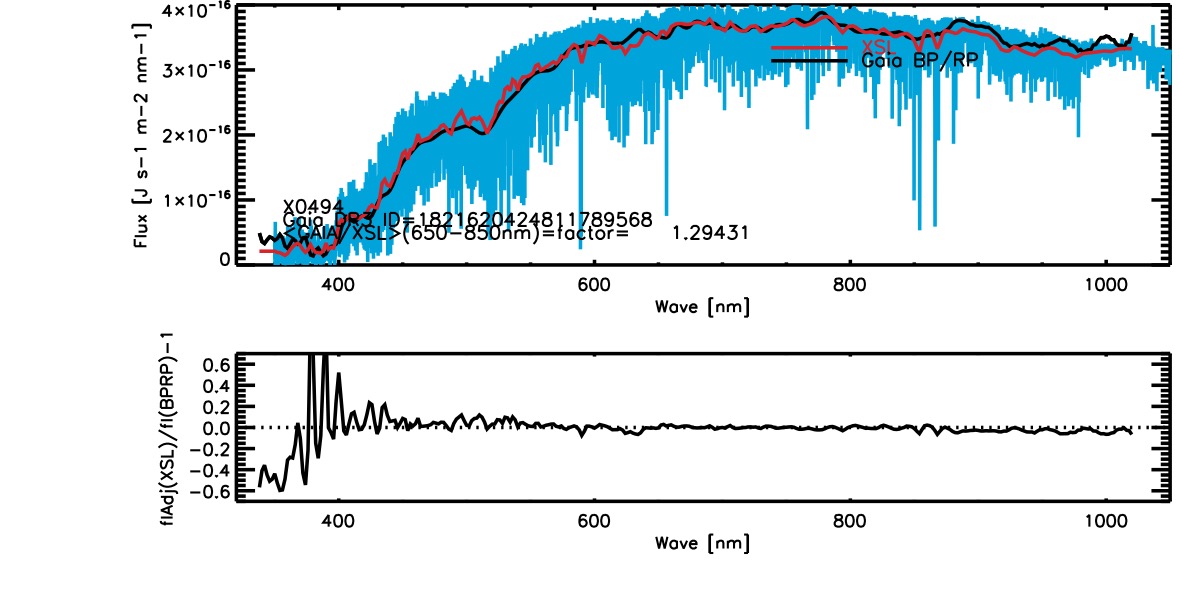 4×10−16
3×10−16
2×10−16
1×10−16
0
Flux [J s−1 m−2 nm−1]
XSL
Gaia BP/RP
X0494
Gaia DR3 ID=1821620424811789568
<GAIA/XSL>(650−850nm)=factor= 1.29431
400 600 800 1000
Wave [nm]
flAdj(XSL)/fl(BPRP)−1
0.6
0.4
0.2
0.0
−0.2
−0.4
−0.6
400 600 800 1000
Wave [nm]